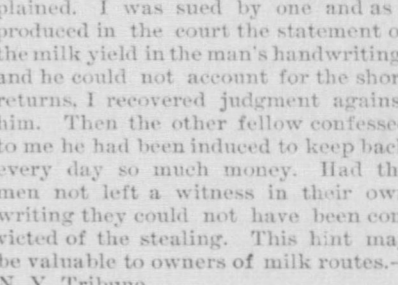 plained. I was sued by one and as
produced in the court the statement o
the milk yield in the man's handwriting
and he could not account for the shor
returns, I recovered judgment agains
him. Then the other fellow confesse
to me he had been induced to keep bac
every day so much money. Had th
men not left a witness in their ow
writing they could not have been con
victed of the stealing. This hint ma
be valuable to owners of milk routes.-
N. Y. Tribune